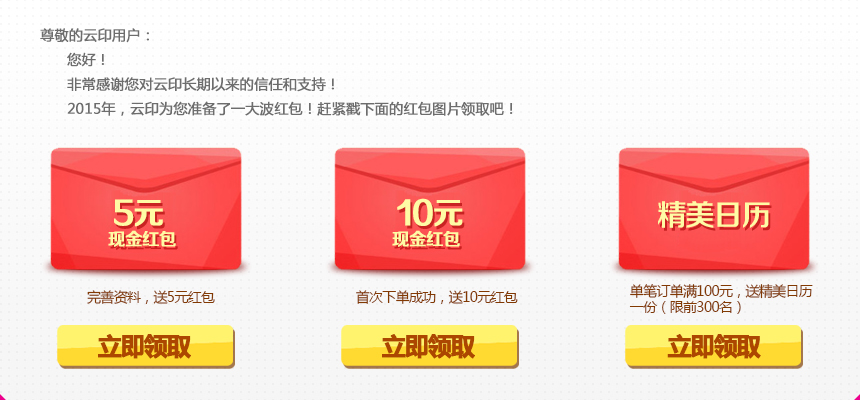 尊敬的云印用户：
您好！
非常感谢您对云印长期以来的信任和支持！
2015年，云印为您准备了一大波红包！赶紧戳下面的红包图片领取吧！
5元
现金红包
10元
现金红包
精美日历
完善资料，送5元红包
首次下单成功，送10元红包
单笔订单满100元，送精美日历
一份（限前300名）
立即领取
立即领取
立即领取